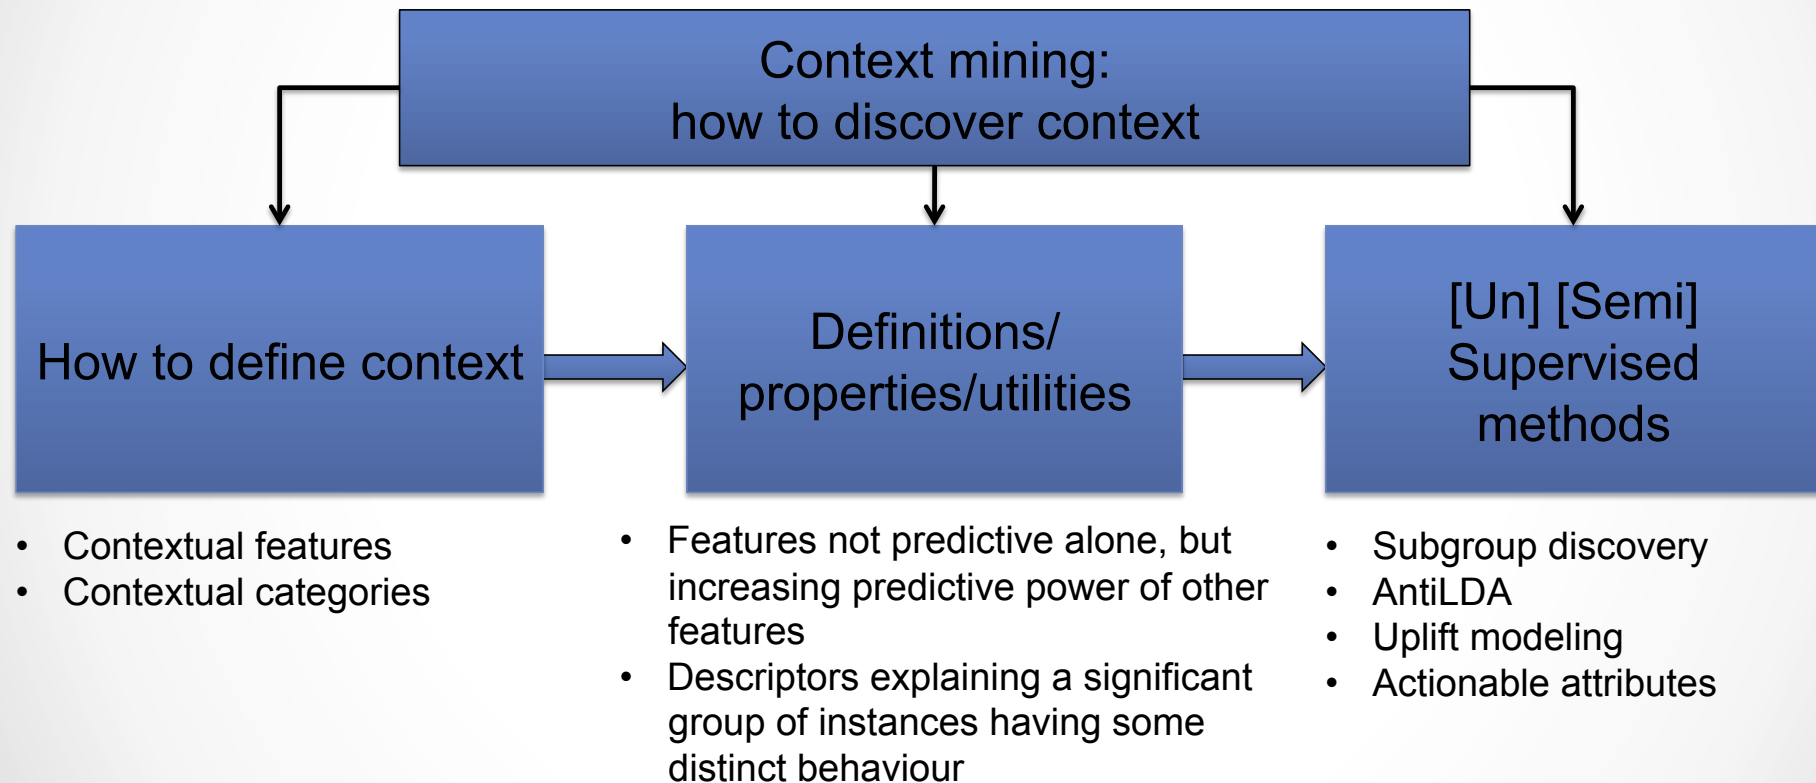 Context mining:
how to discover context
How to define context
Definitions/
properties/utilities
[Un] [Semi]
Supervised
methods
• Contextual features
• Contextual categories
• Features not predictive alone, but
increasing predictive power of other
features
• Descriptors explaining a significant
group of instances having some
distinct behaviour
• Subgroup discovery
• AntiLDA
• Uplift modeling
• Actionable attributes